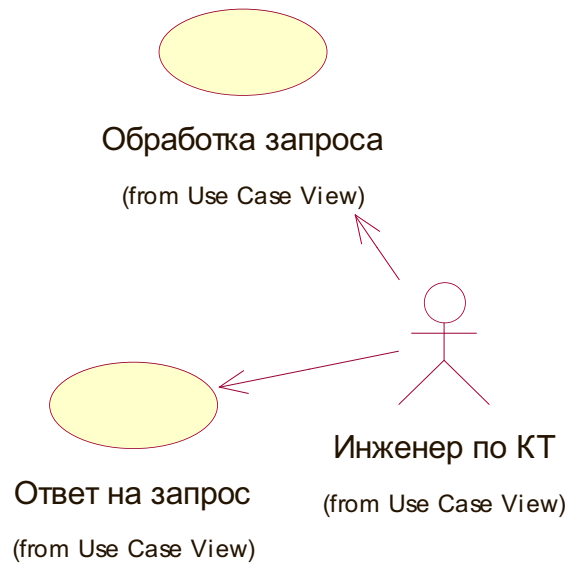 Обработка запроса
(from Use Case View)
Инженер по КТ
(from Use Case View)
Ответ на запрос
(from Use Case View)